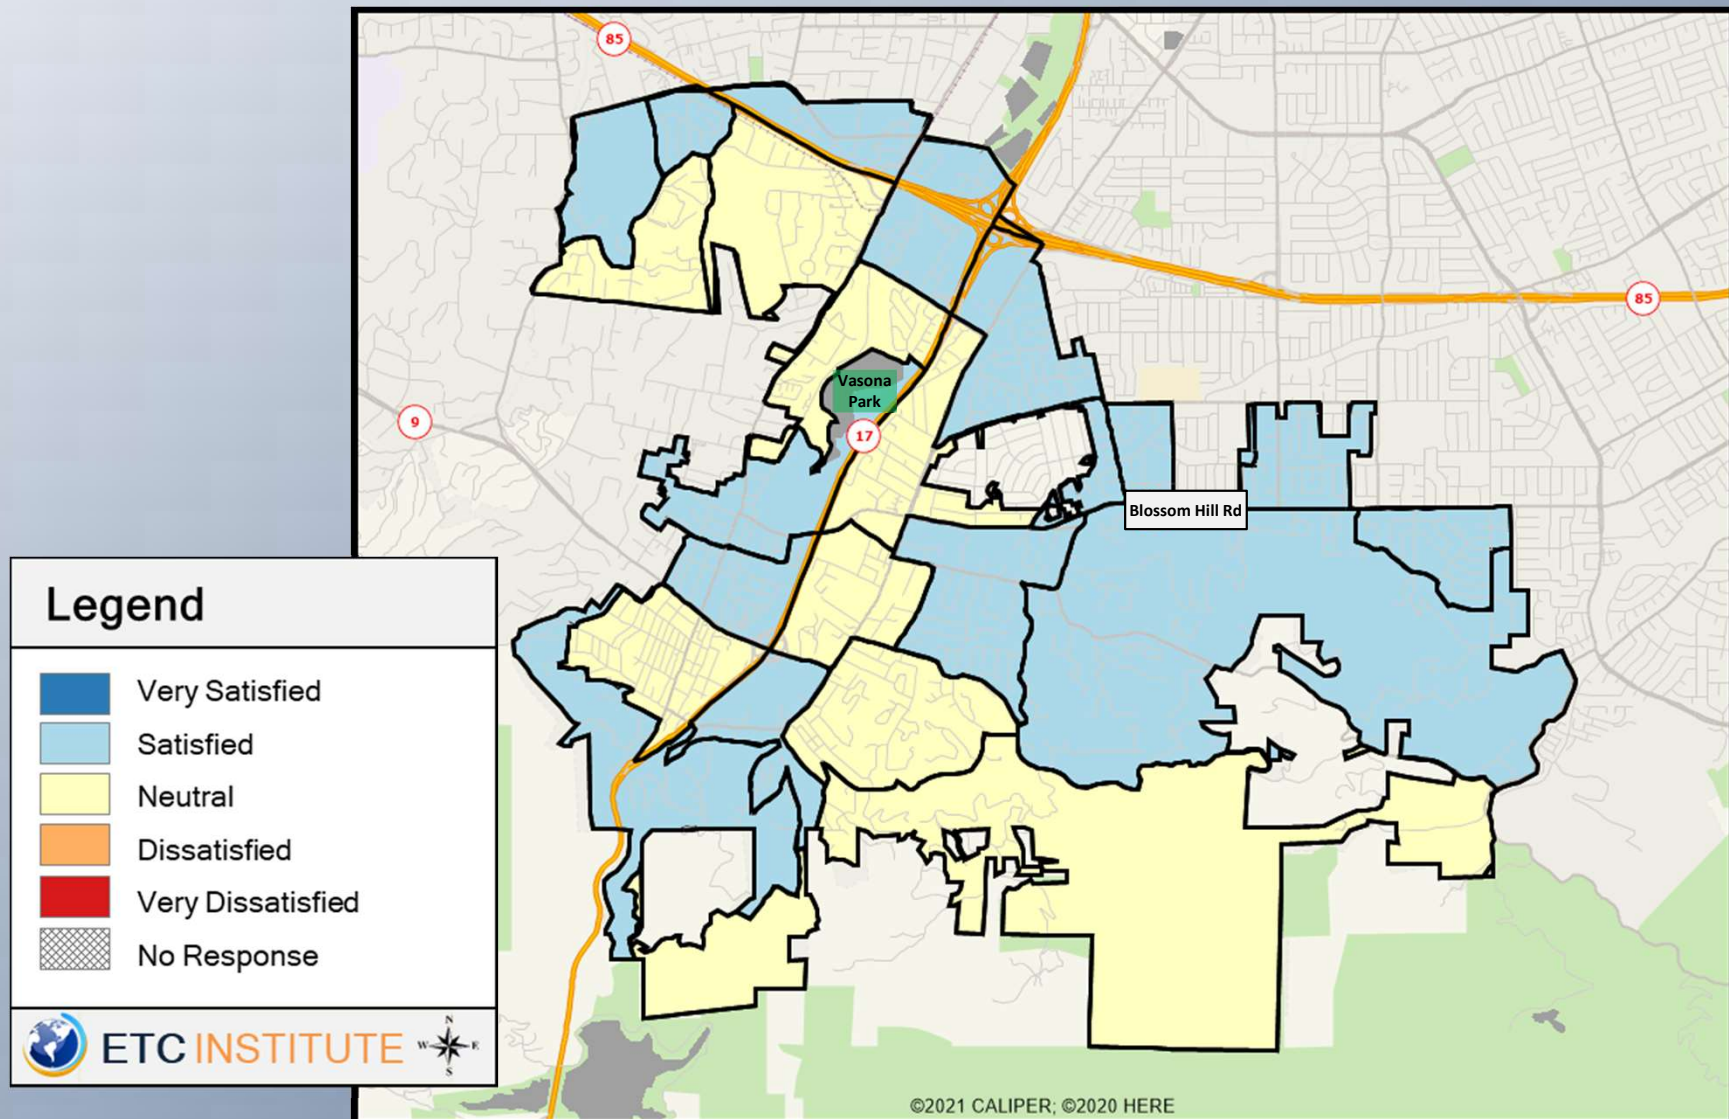 85
85
9
Vasona
Park
17
Blossom Hill Rd
Legend
Very Satisfied
Satisfied
Neutral
Dissatisfied
Very Dissatisfied
No Response
ETC INSTITUTE
N
W E
S
©2021 CALIPER; ©2020 HERE